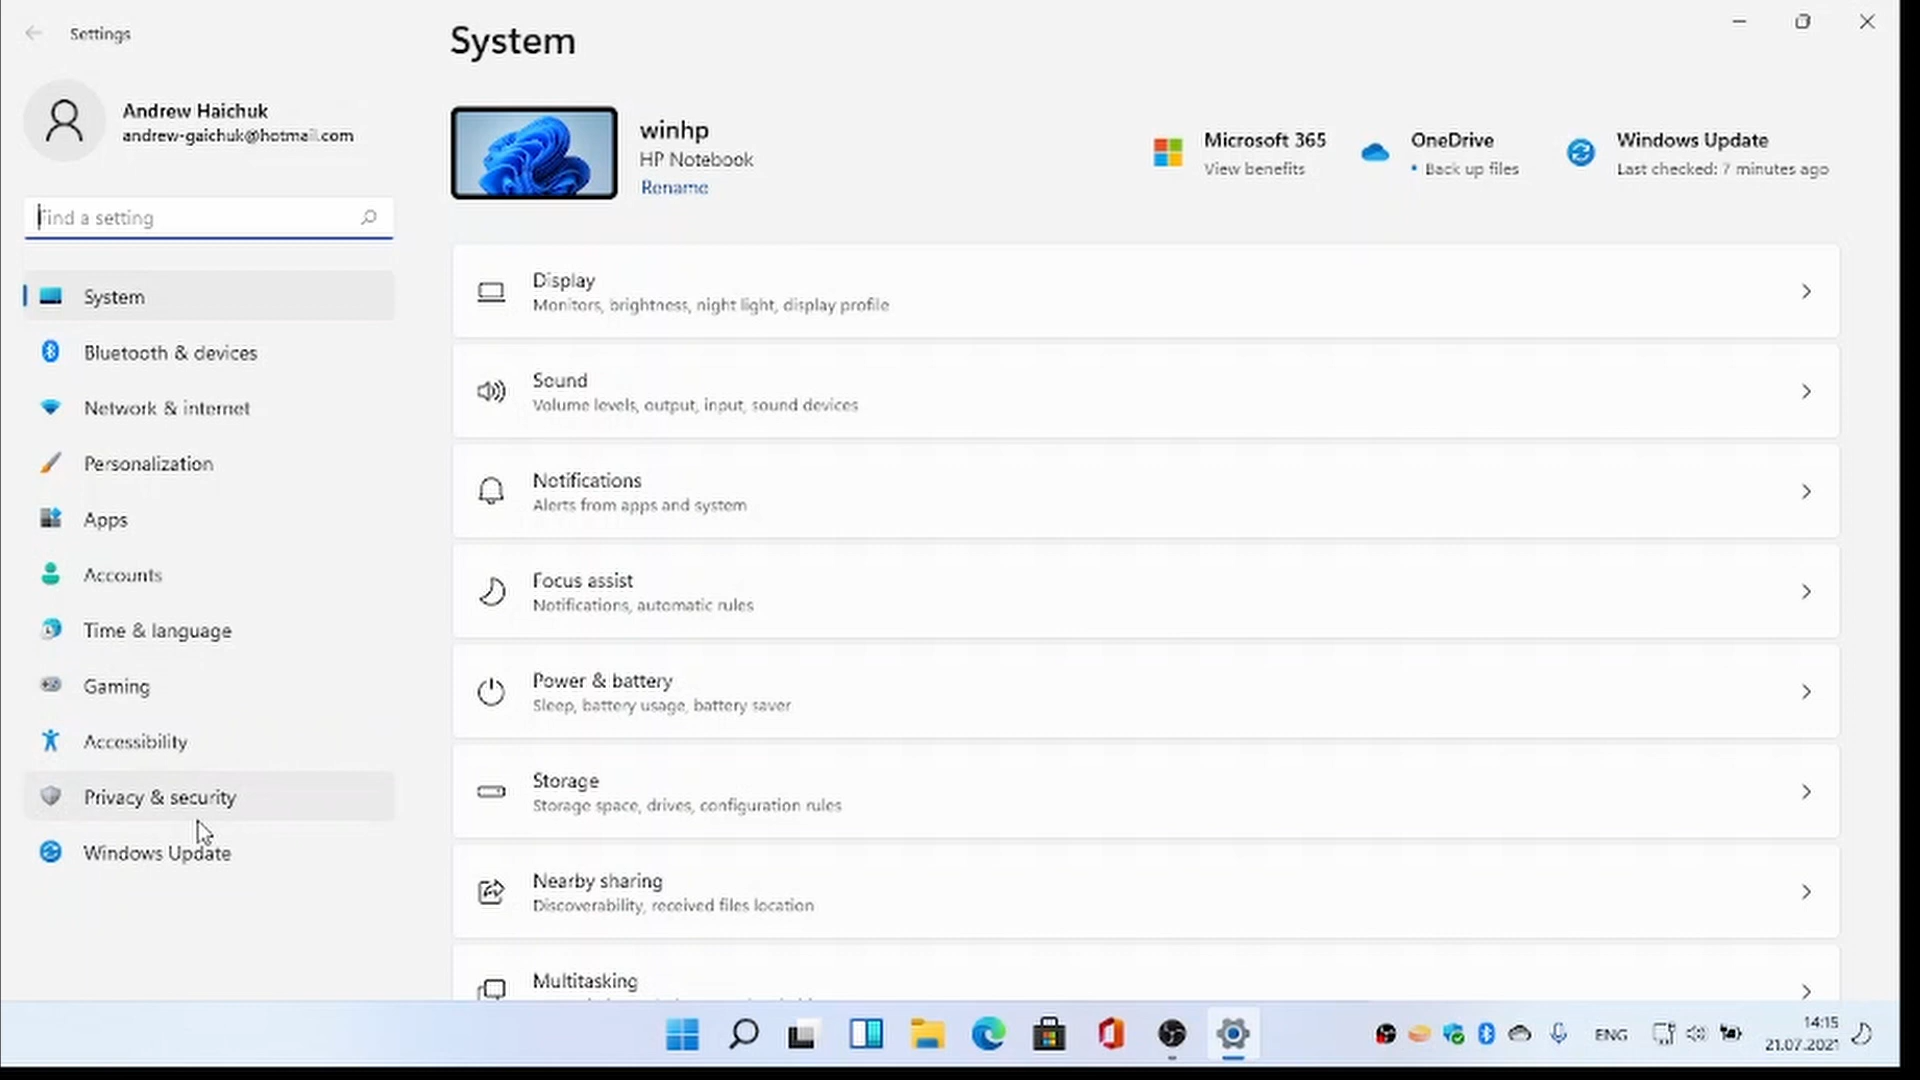 Settings
System
Andrew Haichuk
andrew-gaichuk@hotmail.com
Find a setting
System
Bluetooth & devices
Network & internet
Personalization
Apps
Accounts
Time & language
Gaming
Accessibility
Privacy & security
Windows Update
winhp
HP Notebook
Rename
Microsoft 365
View benefits
OneDrive
• Back up files
Windows Update
Last checked: 7 minutes ago
Display
Monitors, brightness, night light, display profile
Sound
Volume levels, output, input, sound devices
Notifications
Alerts from apps and system
Focus assist
Notifications, automatic rules
Power & battery
Sleep, battery usage, battery saver
Storage
Storage space, drives, configuration rules
Nearby sharing
Discoverability, received files location
Multitasking
ENG
14:15
21.07.2021